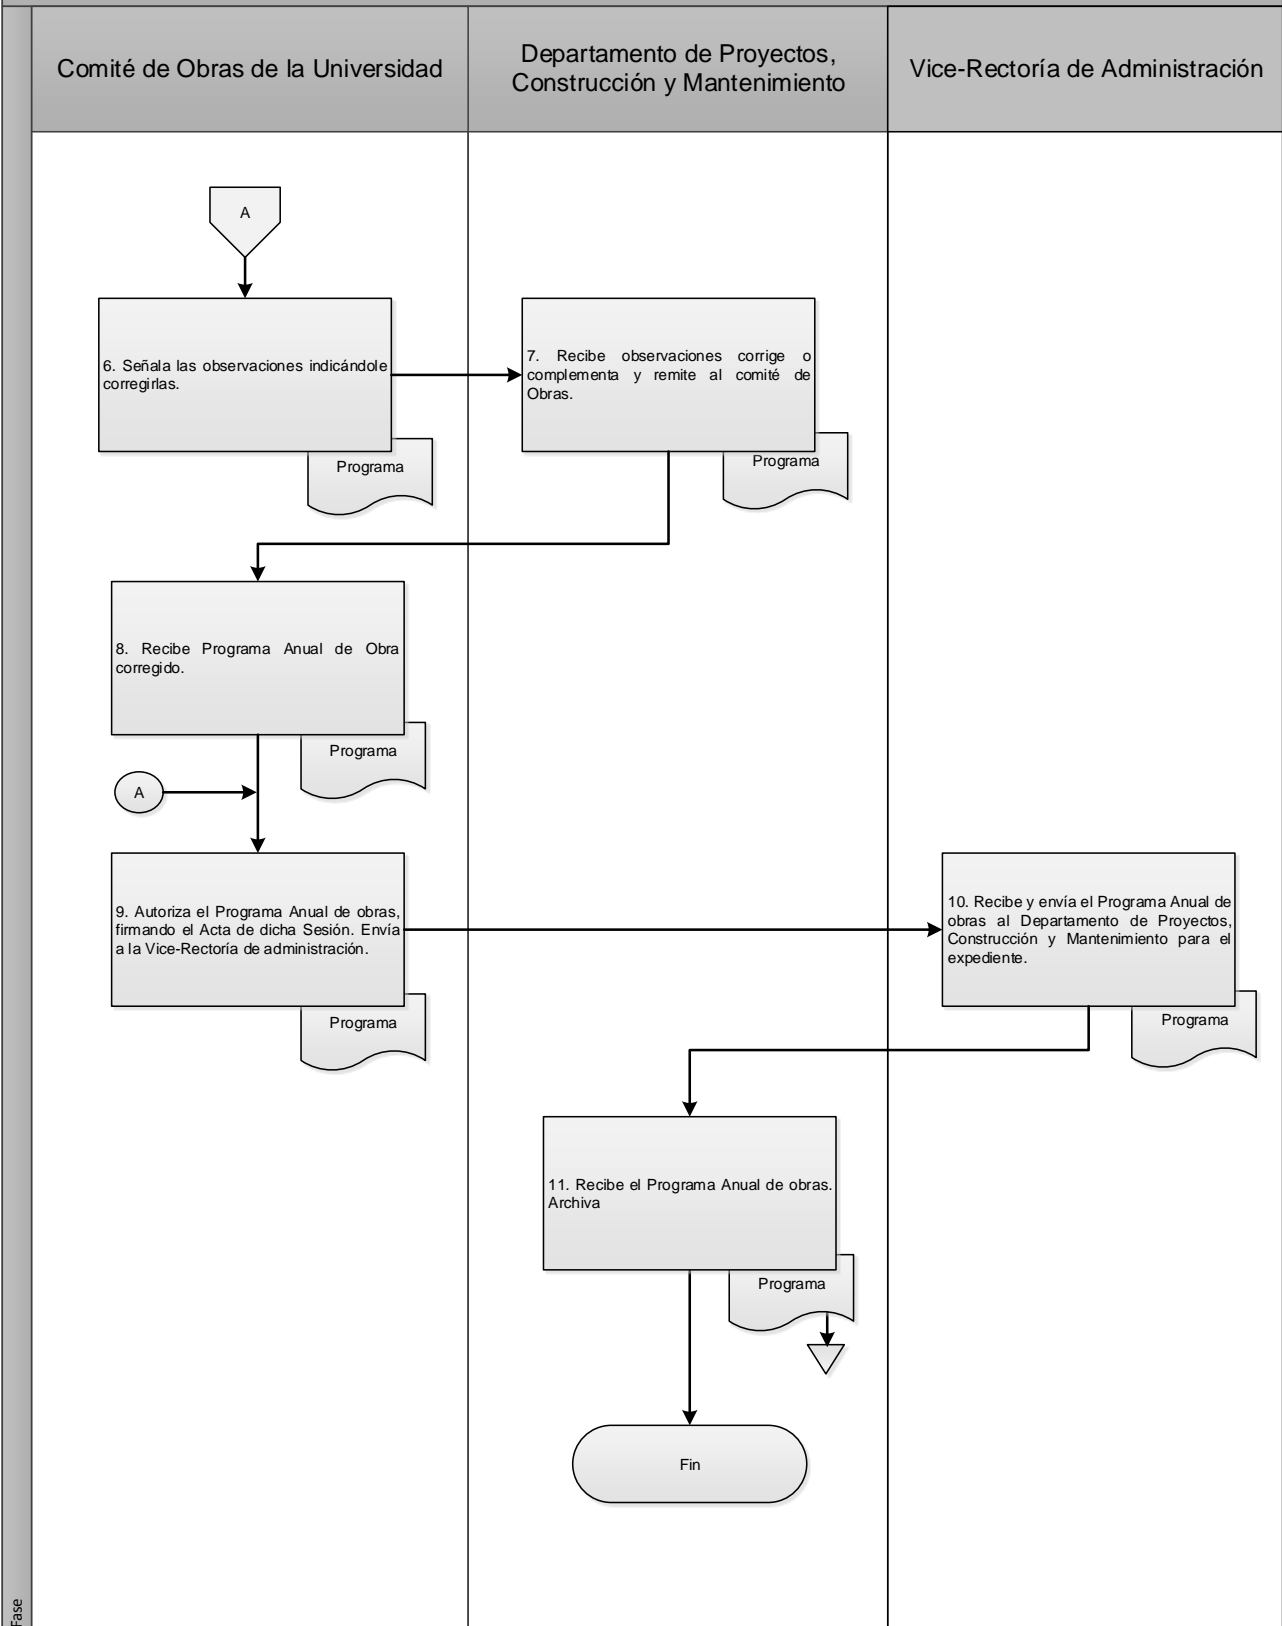 Comité de Obras de la Universidad
Departamento de Proyectos,
Construcción y Mantenimiento
Vice-Rectoría de Administración
A
6. Señala las observaciones indicándole
corregirlas.
Programa
7. Recibe observaciones corrige o
complementa y remite al comité de
Obras.
Programa
8. Recibe Programa Anual de Obra
corregido.
Programa
A
9. Autoriza el Programa Anual de obras,
firmando el Acta de dicha Sesión. Envía
a la Vice-Rectoría de administración.
Programa
10. Recibe y envía el Programa Anual de
obras al Departamento de Proyectos,
Construcción y Mantenimiento para el
expediente.
Programa
11. Recibe el Programa Anual de obras.
Archiva
Programa
Fin
Fase